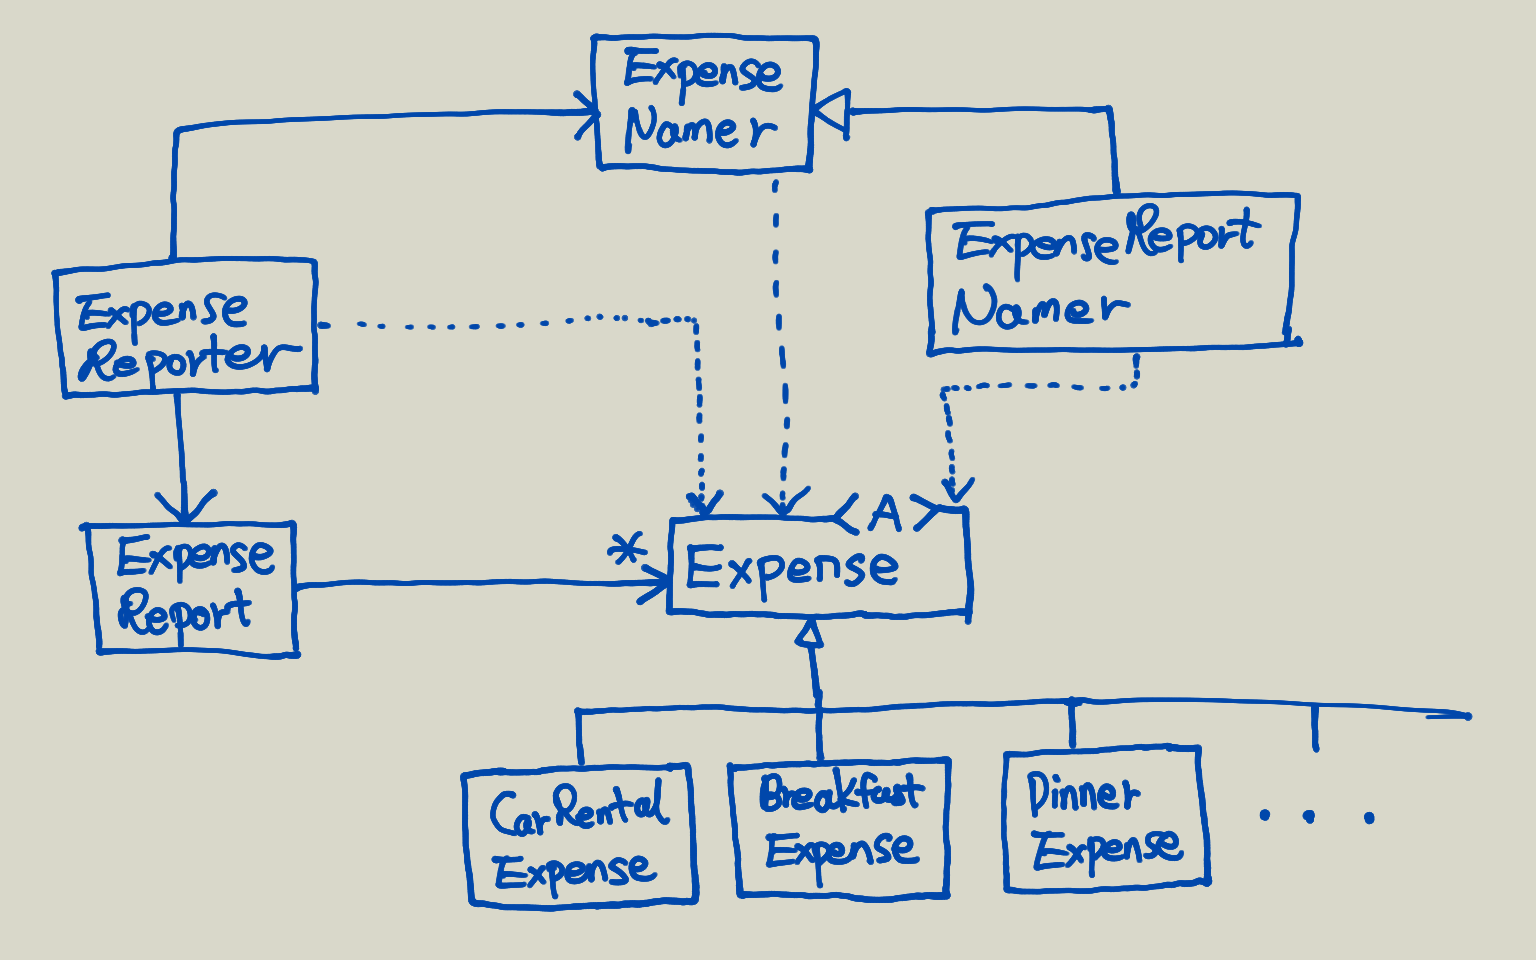 Expense
Namer
ExpenseReport
Namer
Expense
Reporter
<A>
*
Expense
Expense
Report
CarRental
Expense
Breakfast
Expense
Dinner
Expense
. . .